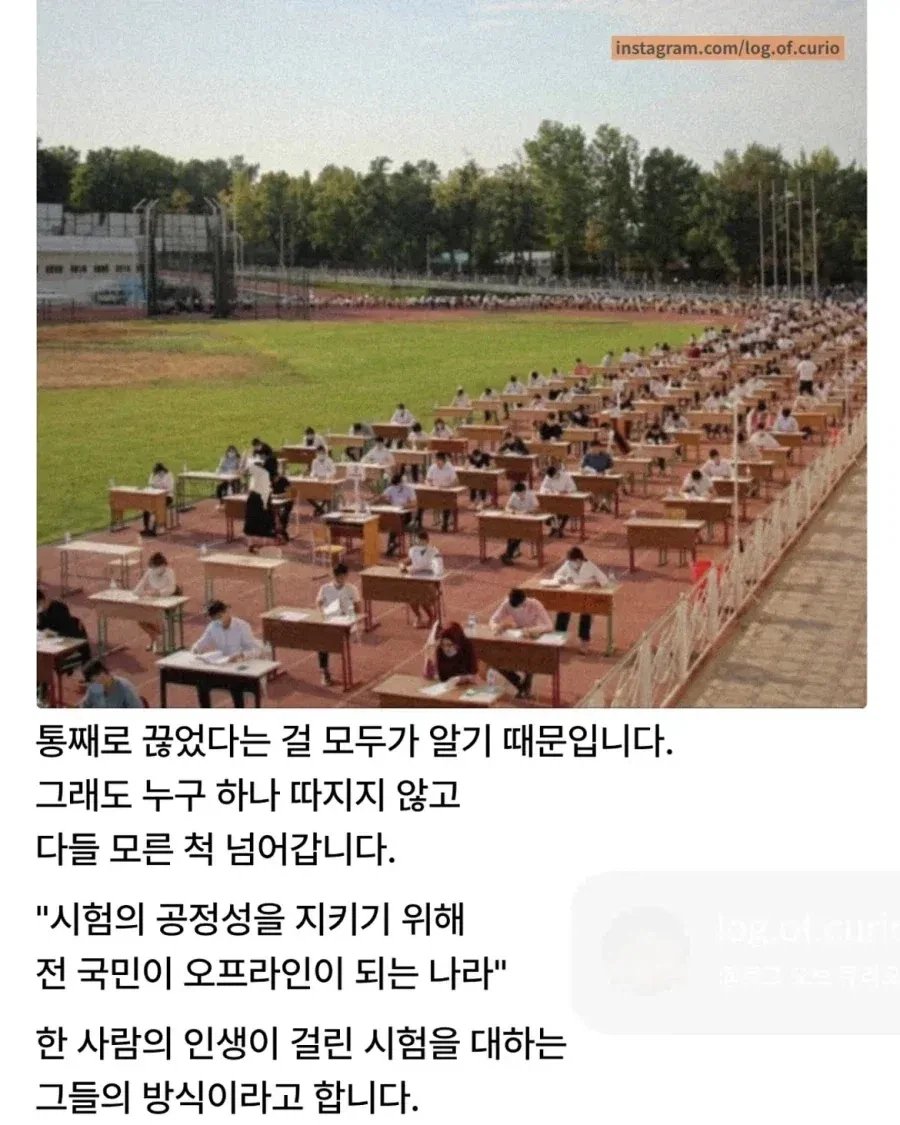 instagram.com/log.of.curio
통째로 끊었다는 걸 모두가 알기 때문입니다.
그래도 누구 하나 따지지 않고
다들 모른 척 넘어갑니다.
"시험의 공정성을 지키기 위해
전 국민이 오프라인이 되는 나라"
log.of.curio
한 사람의 인생이 걸린 시험을 대하는
그들의 방식이라고 합니다.